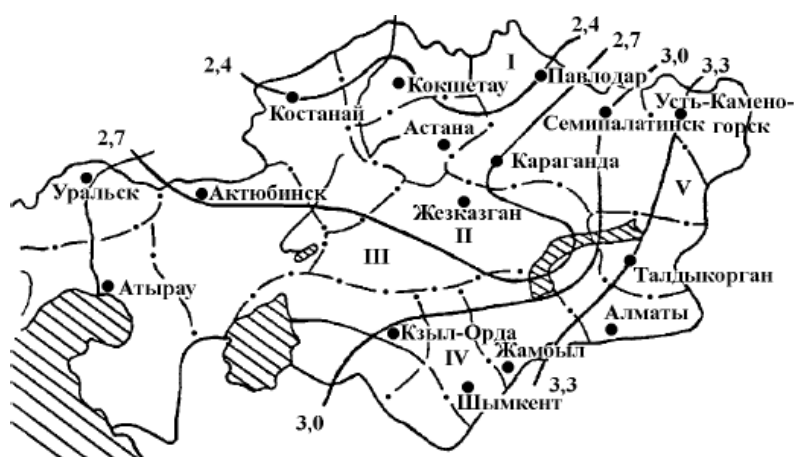 2,4
2,7
I
2,4
3,0
3,3
Павлодар
Кокшетау
Костанай
Усть-Камено-
горск
Семипалатинск
Астана
2,7
Караганда
Уральск
Актюбинск
Жезказган
II
V
III
Талдыкорган
Атырау
Алматы
Кзыл-Орда
IV
Жамбыл
3,3
Шымкент
3,0